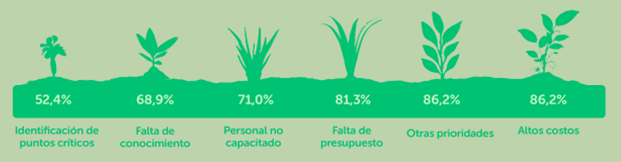 52,4%
68,9%
71,0%
81,3%
86,2%
86,2%
Identificación de
puntos críticos
Falta de
conocimiento
Personal no
capacitado
Falta de
presupuesto
Otras prioridades
Altos costos